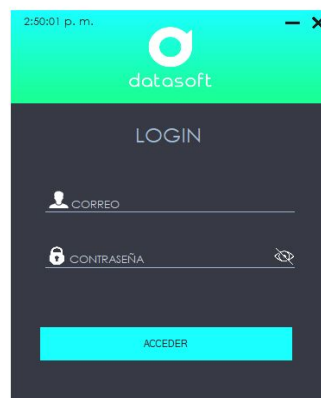 2:50:01 p. m.
datasoft
LOGIN
CORREO
CONTRASEÑA
ACCEDER